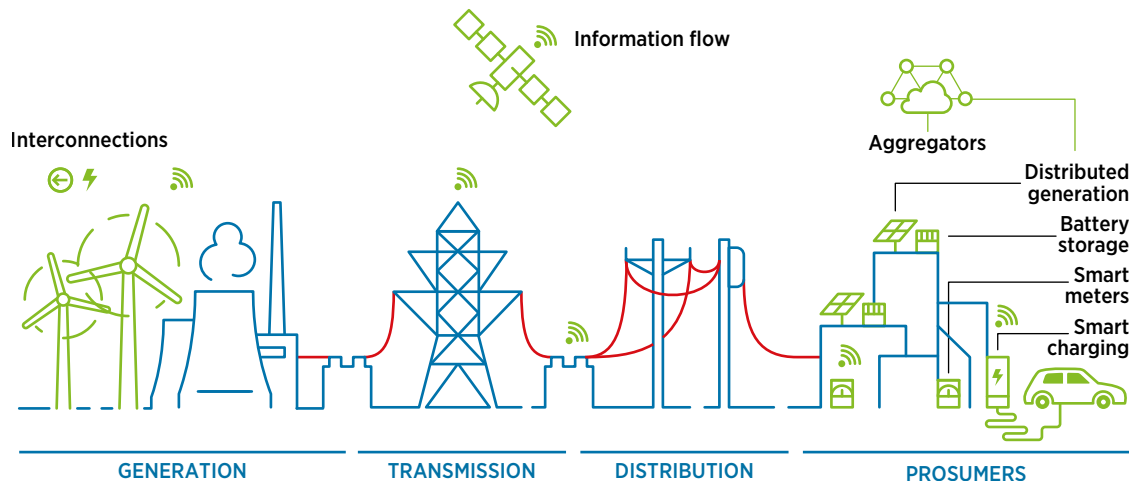 Information flow
Interconnections
Aggregators
Distributed
generation
Battery
storage
Smart
meters
Smart
charging
GENERATION
TRANSMISSION
DISTRIBUTION
PROSUMERS